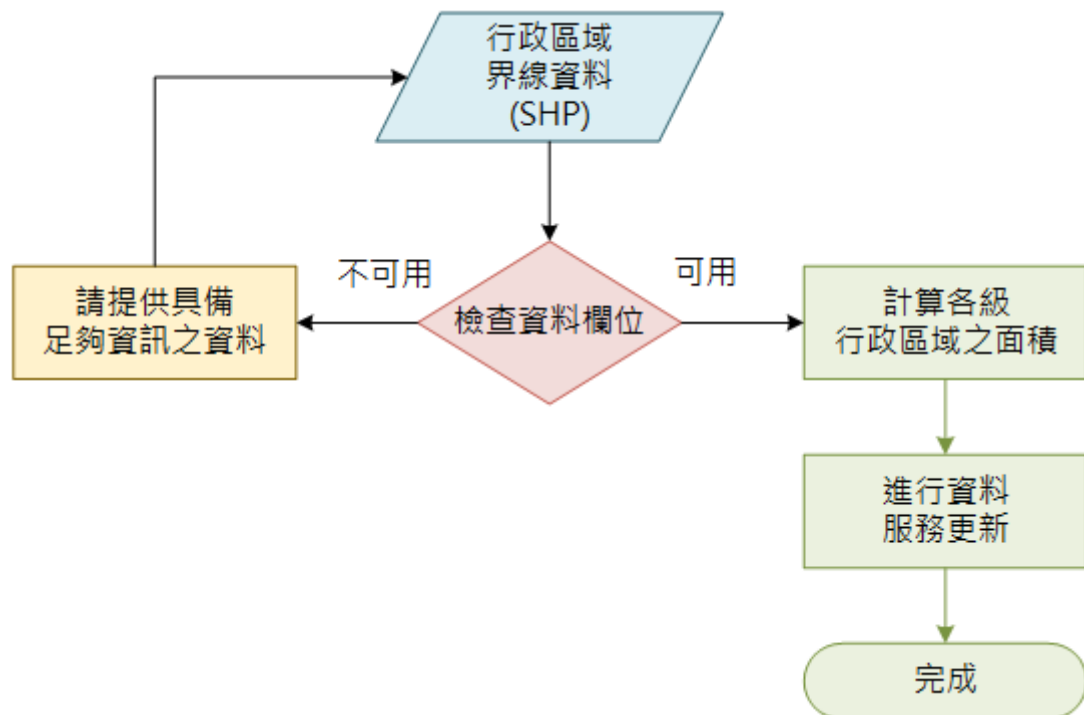 行政區域
界線資料
(SHP)
不可用
可用
請提供具備
足夠資訊之資料
檢查資料欄位
計算各級
行政區域之面積
進行資料
服務更新
完成